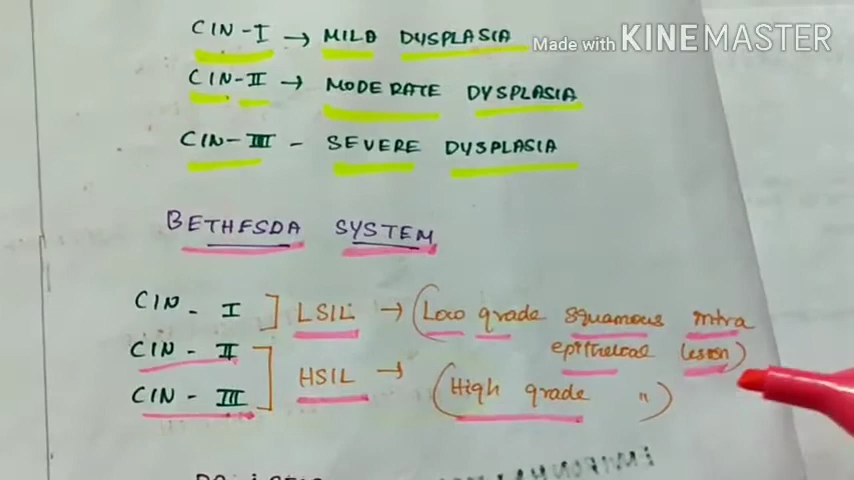 CIN-I → MILD DYSPLASIA
Made with KINEMASTER
CIN-II → MODERATE DYSPLASIA
CIN-III - SEVERE DYSPLASIA
BETHESDA SYSTEM
CIN - I ] LSIL → (Low grade squamous intra
epitheleal lesion)
CIN - II
CIN - III ] HSIL → (High grade ")